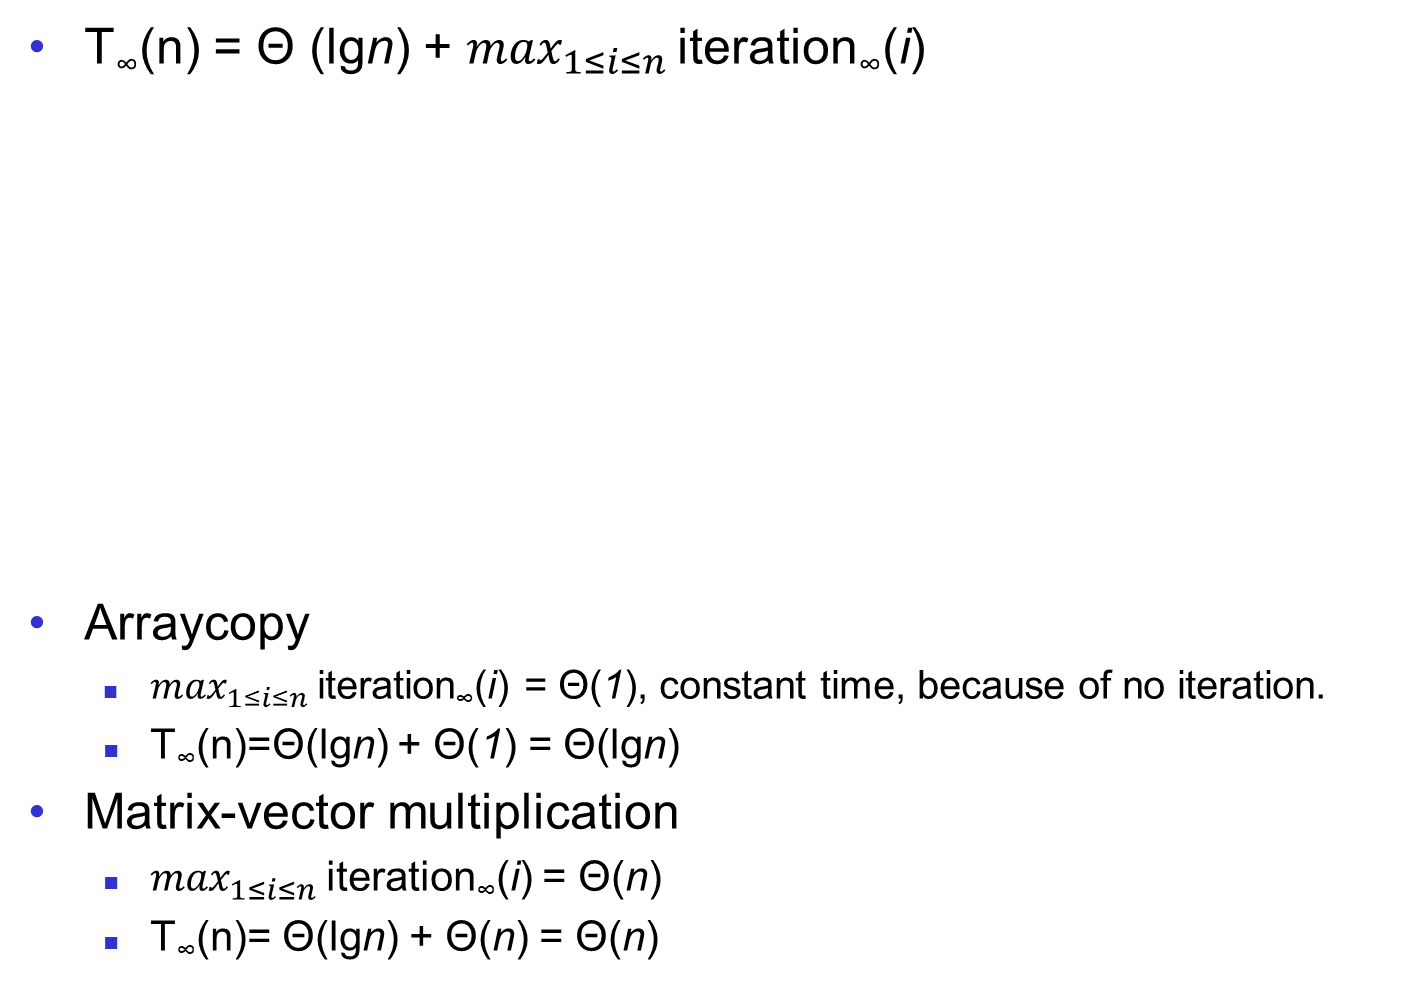 • T∞(n) = Θ (lgn) + max₁≤i≤n iteration∞(i)
• Arraycopy
▪ max₁≤i≤n iteration∞(i) = Θ(1), constant time, because of no iteration.
▪ T∞(n)=Θ(lgn) + Θ(1) = Θ(lgn)
• Matrix-vector multiplication
▪ max₁≤i≤n iteration∞(i) = Θ(n)
▪ T∞(n)= Θ(lgn) + Θ(n) = Θ(n)